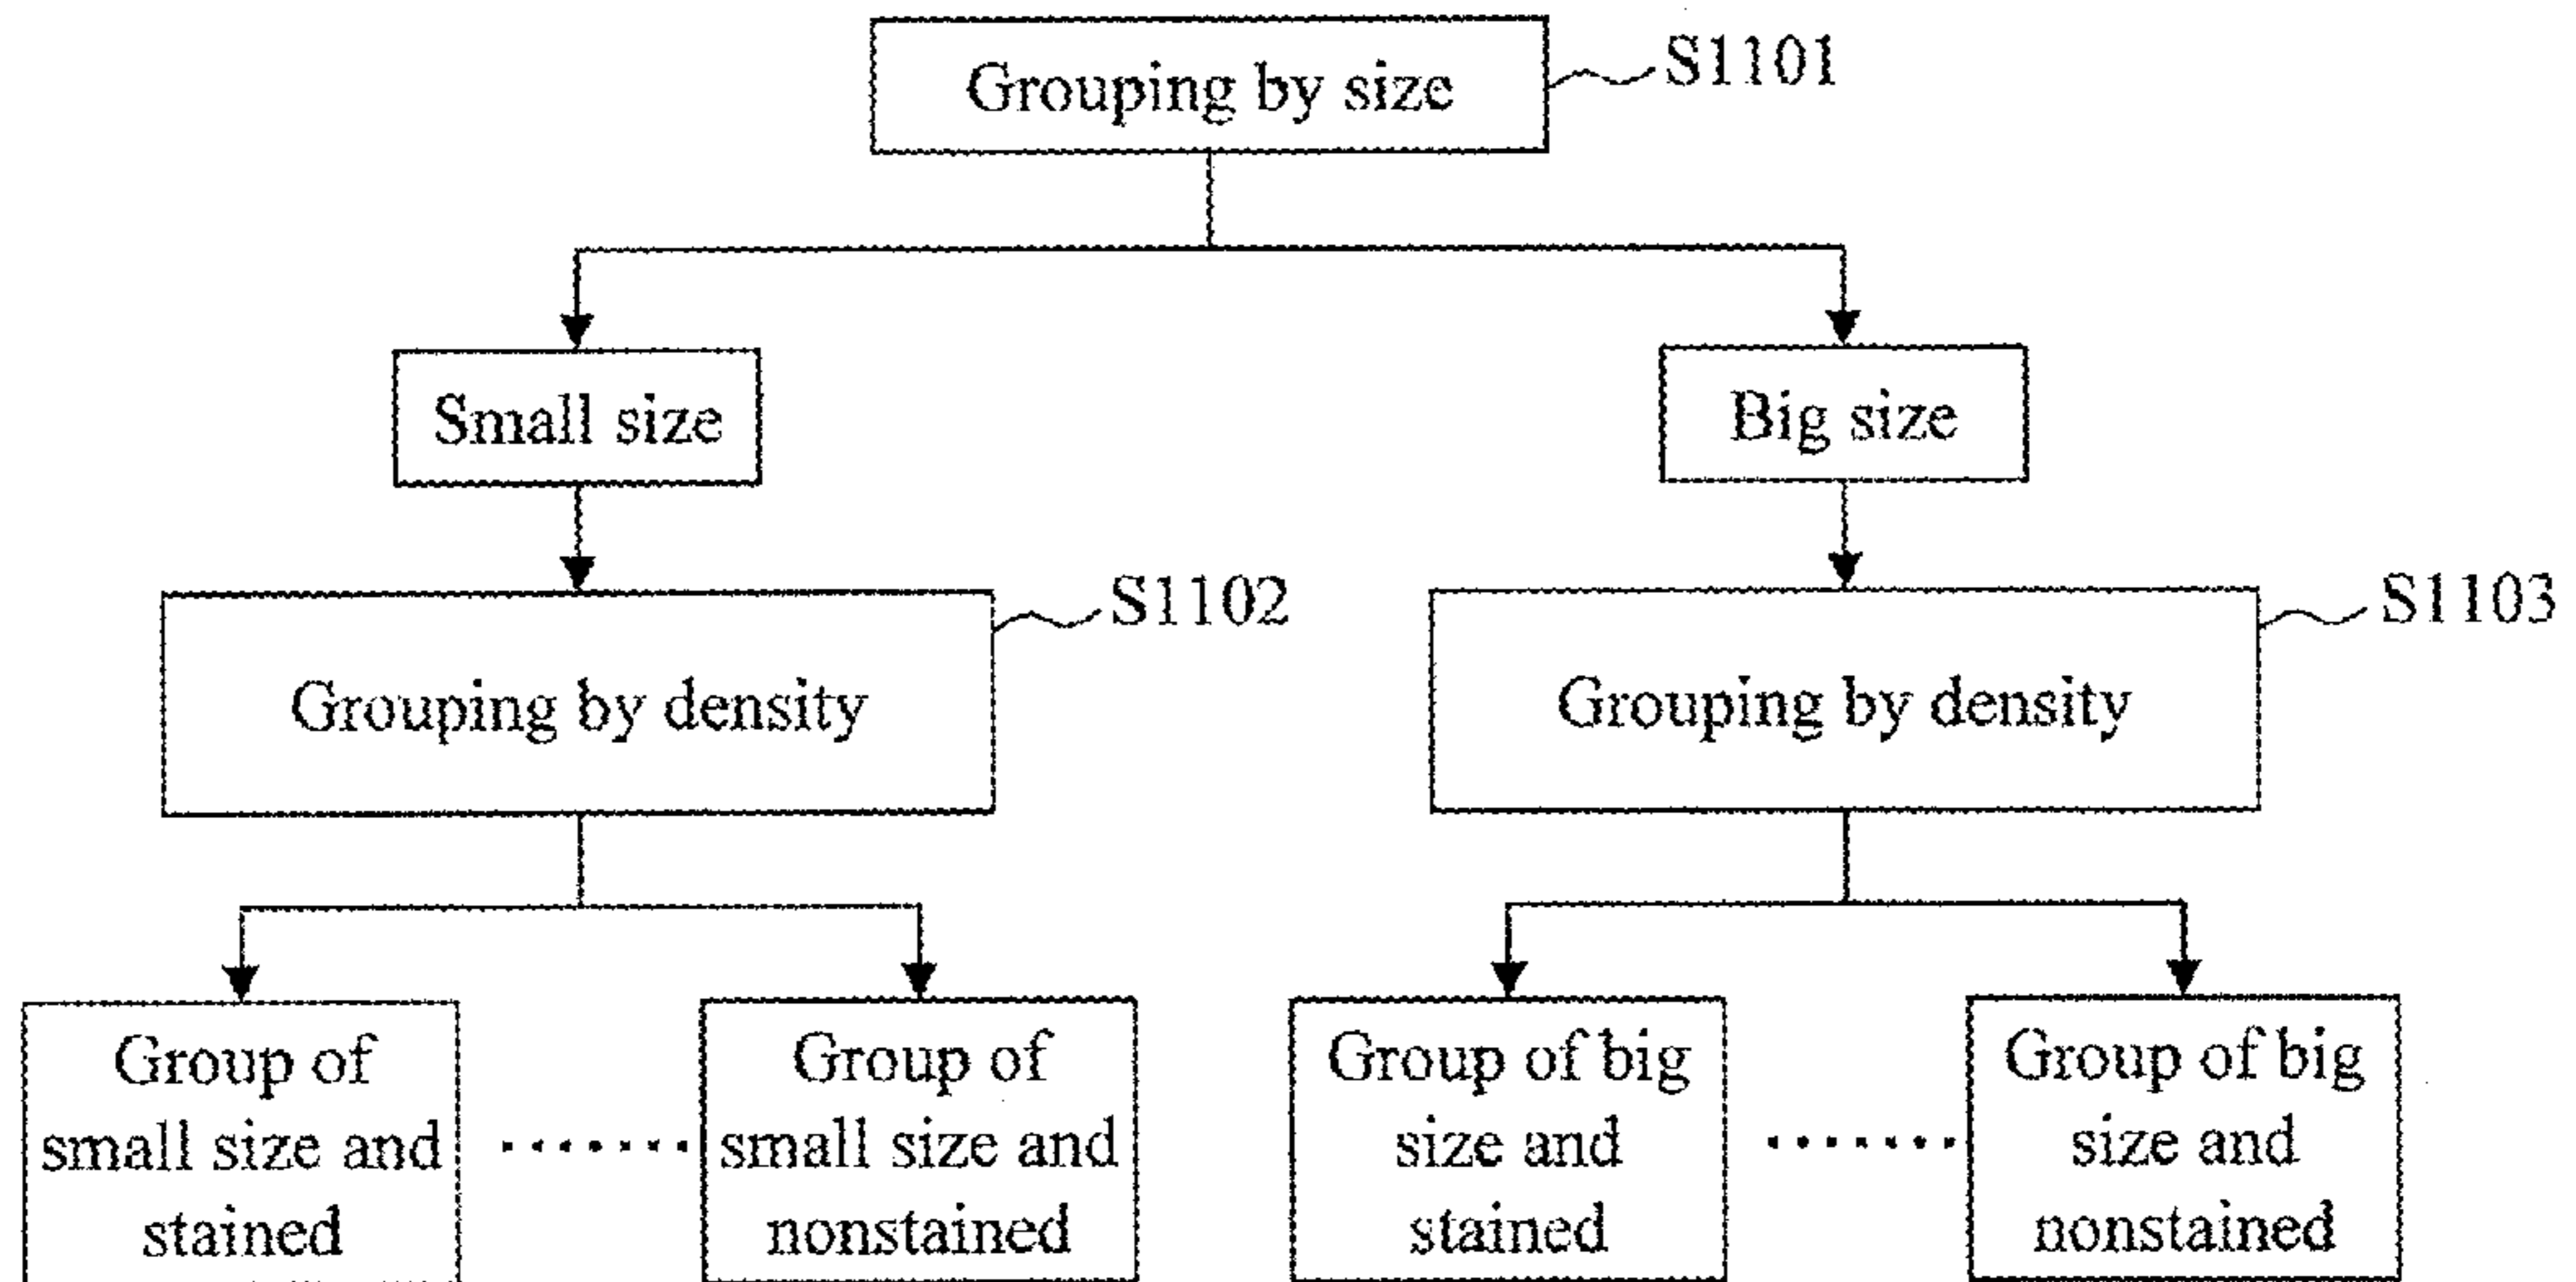 Grouping by size
S1101
Small size
Big size
Grouping by density
S1102
Grouping by density
S1103
Group of
small size and
stained
Group of
small size and
nonstained
Group of big
size and
stained
Group of big
size and
nonstained